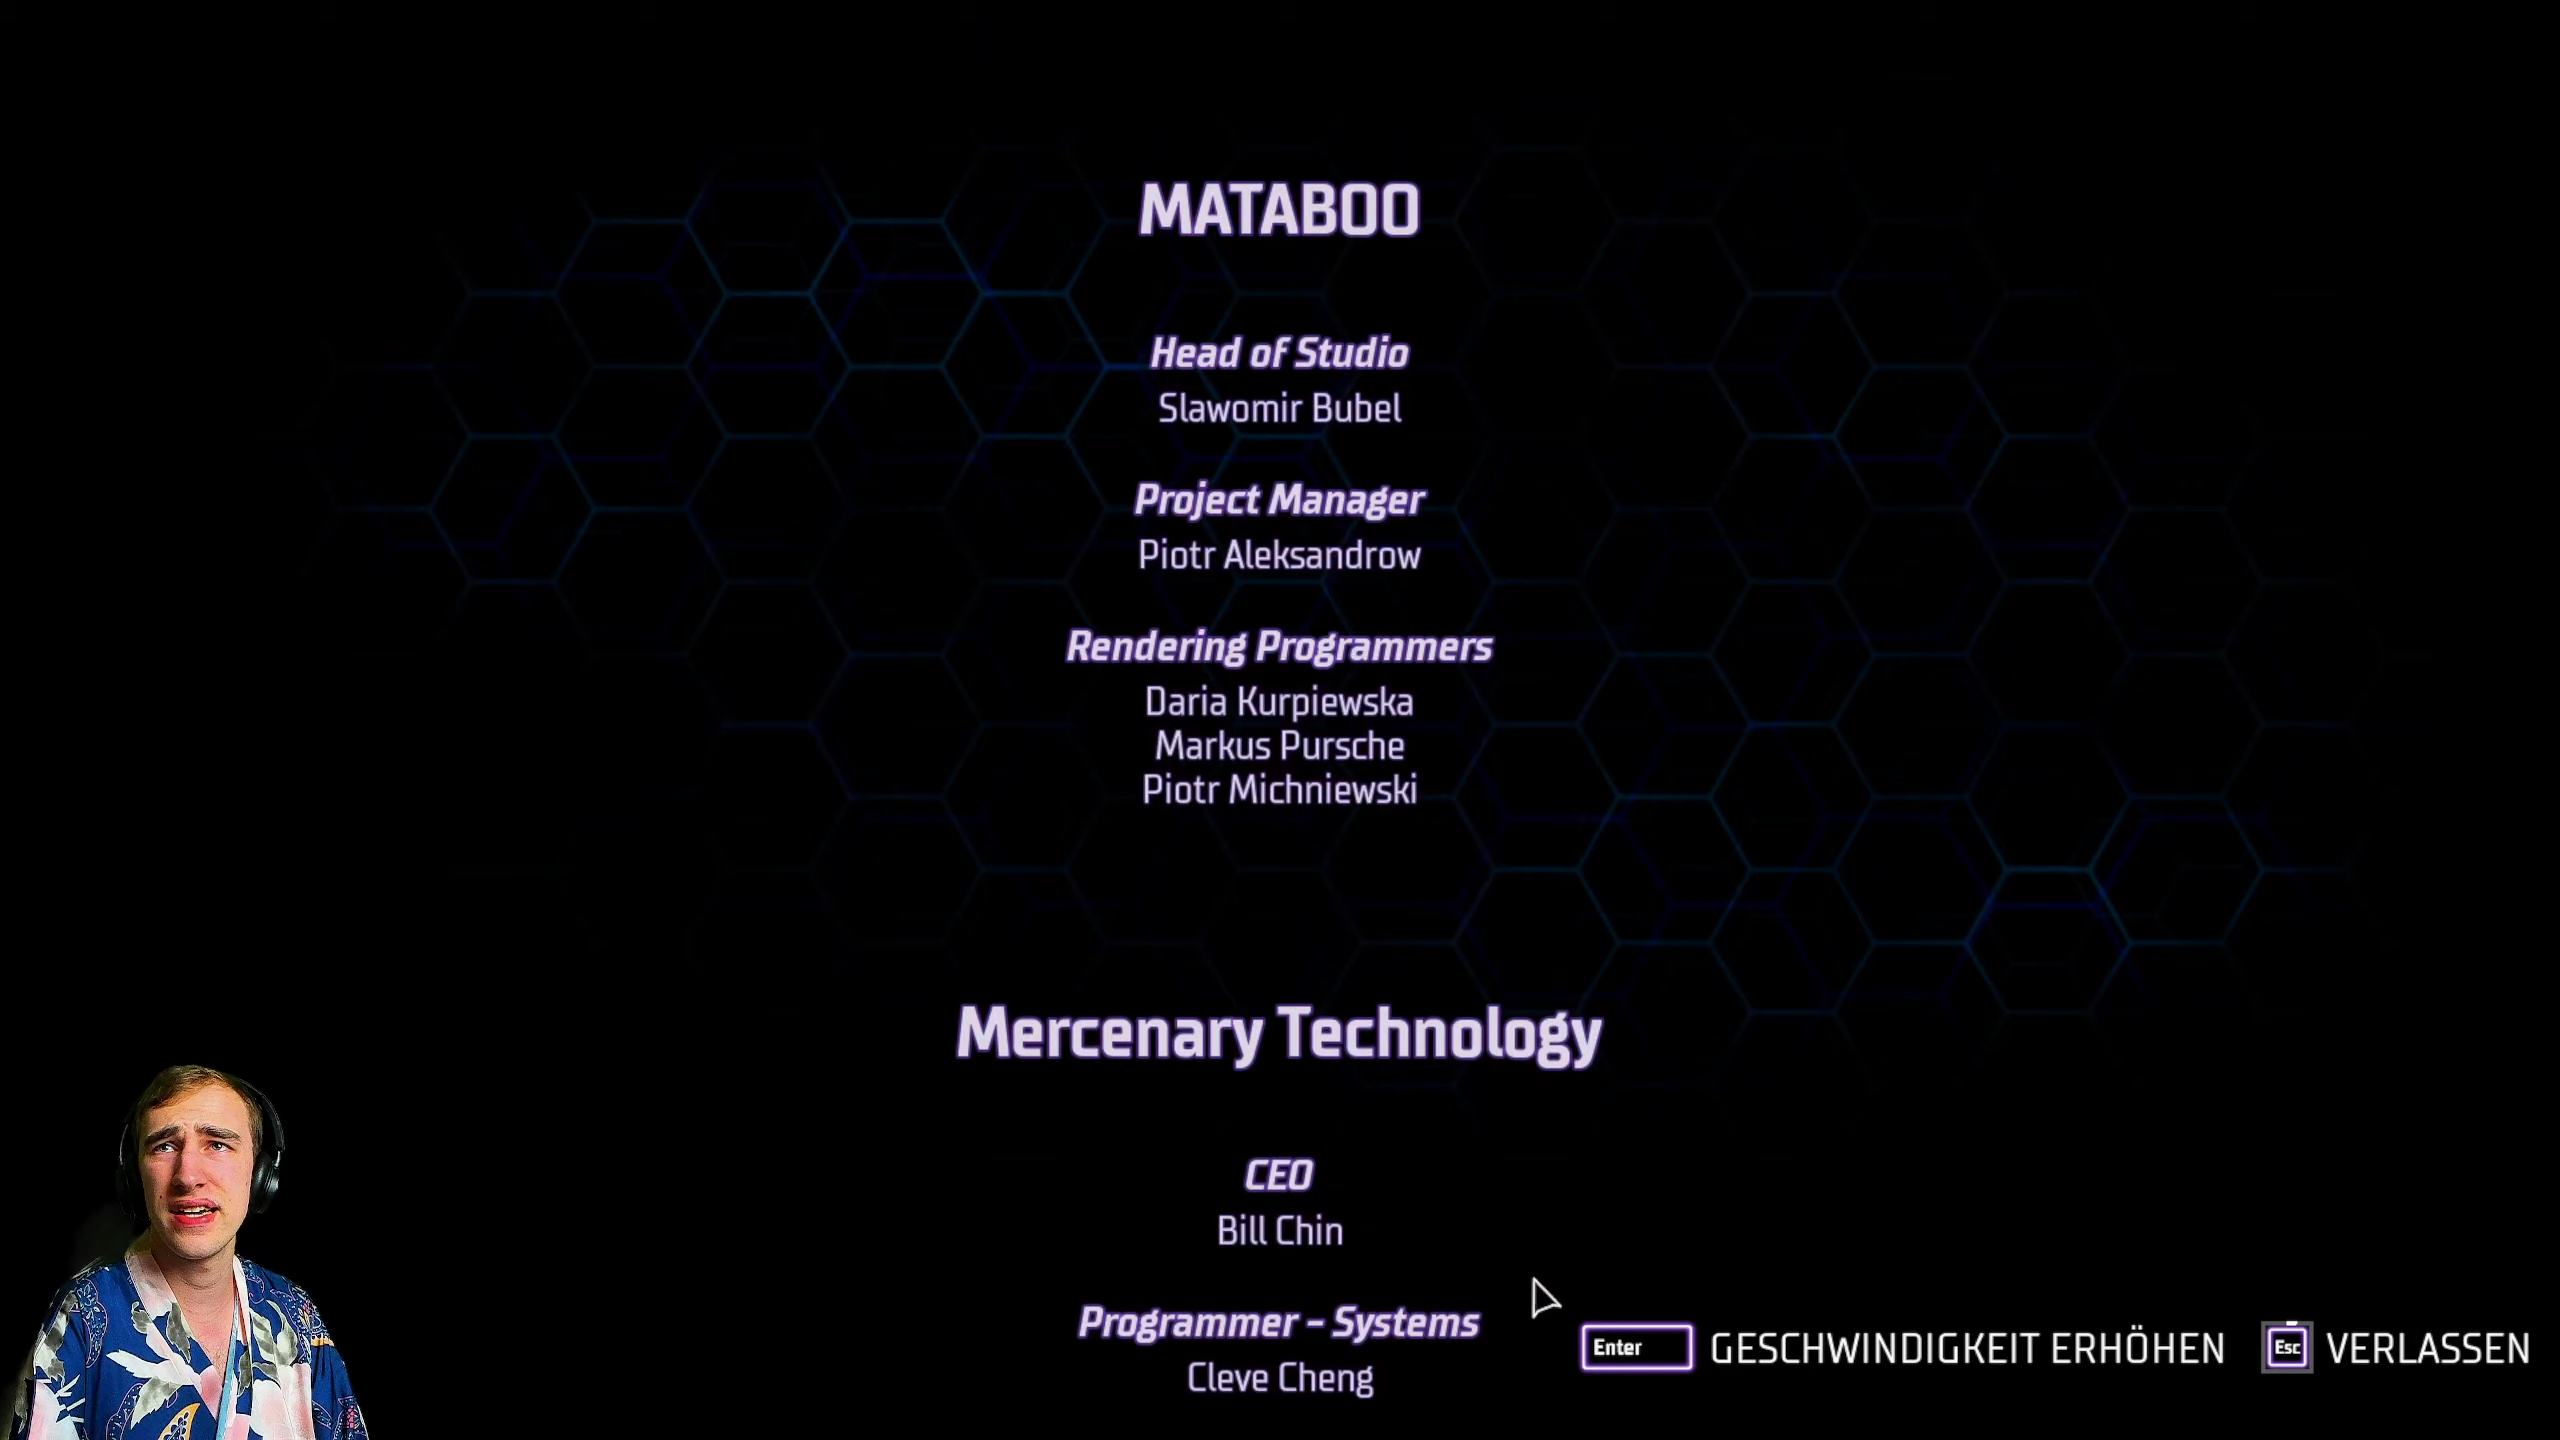 MATABOO
Head of Studio
Slawomir Bubel
Project Manager
Piotr Aleksandrow
Rendering Programmers
Daria Kurpiewska
Markus Pursche
Piotr Michniewski
Mercenary Technology
CEO
Bill Chin
Programmer - Systems
Cleve Cheng
Enter GESCHWINDIGKEIT ERHÖHEN Esc VERLASSEN